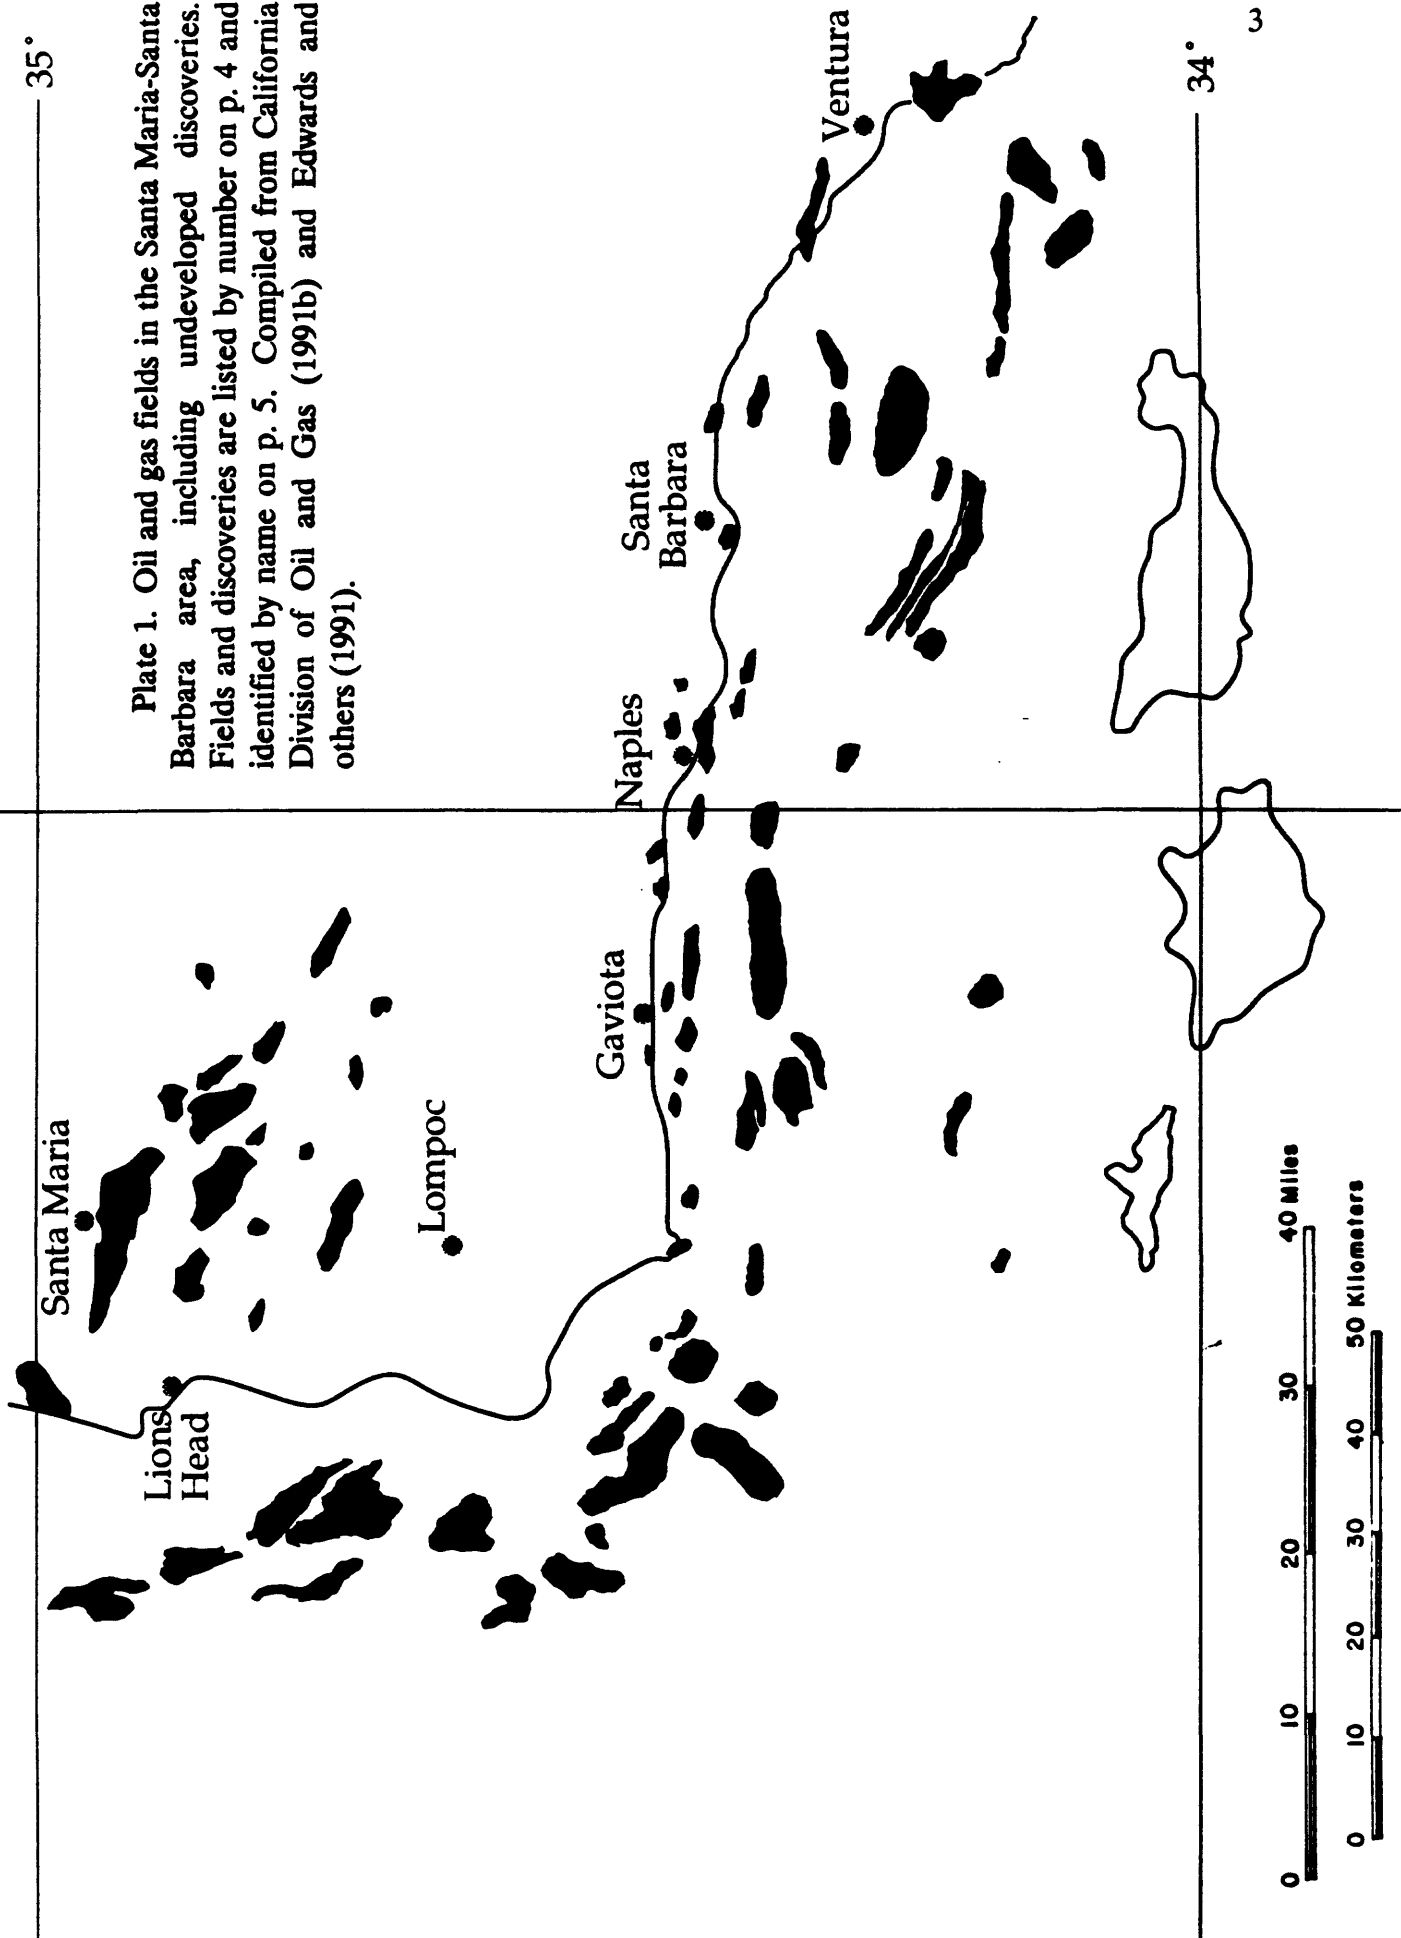 Plate 1. Oil and gas fields in the Santa Maria-Santa
Barbara area, including undeveloped discoveries.
Fields and discoveries are listed by number on p. 4 and
identified by name on p. 5. Compiled from California
Division of Oil and Gas (1991b) and Edwards and
others (1991).
35°
Santa Maria
Lions
Head
Lompoc
Gaviota
Naples
Santa
Barbara
Ventura
34°
0 10 20 30 40 Miles
0 10 20 30 40 50 Kilometers
3